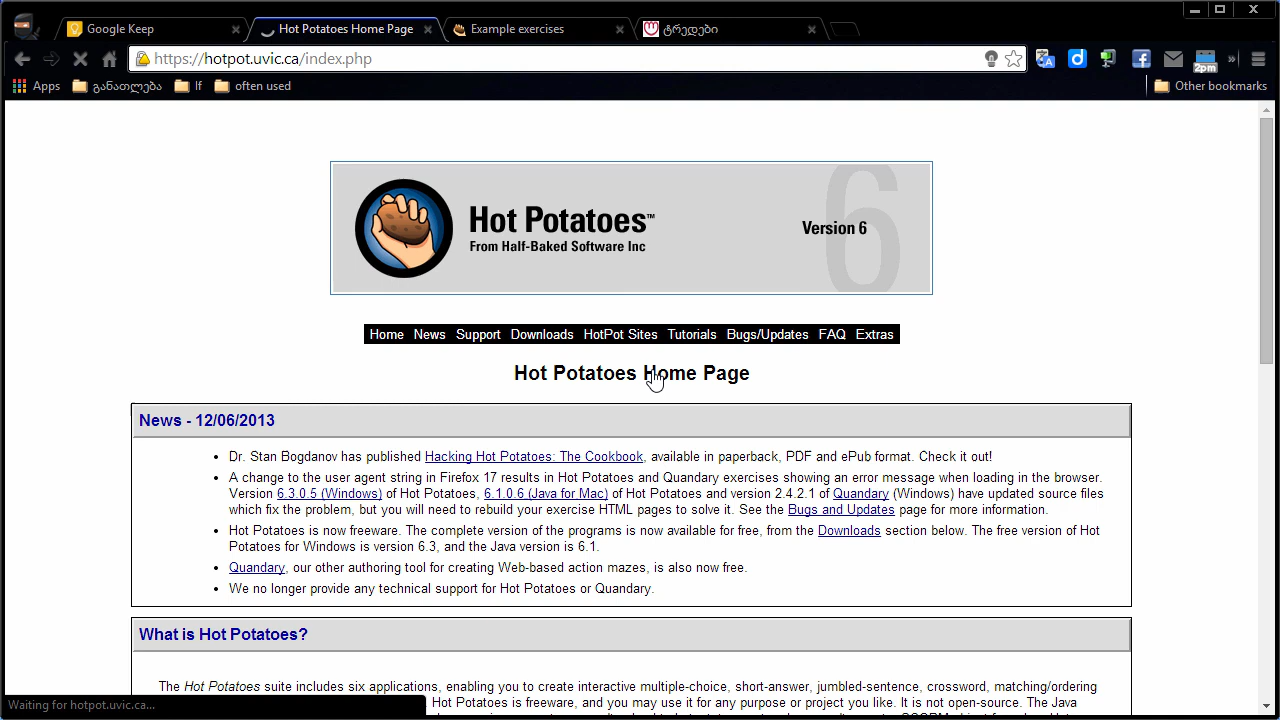 Google Keep
Hot Potatoes Home Page
Example exercises
ტრედები
https://hotpot.uvic.ca/index.php
2pm
Apps
განათლება
If
often used
Other bookmarks
6
Hot Potatoes™
From Half-Baked Software Inc
Version 6
Home News Support Downloads HotPot Sites Tutorials Bugs/Updates FAQ Extras
Hot Potatoes Home Page
News - 12/06/2013
• Dr. Stan Bogdanov has published Hacking Hot Potatoes: The Cookbook, available in paperback, PDF and ePub format. Check it out!
• A change to the user agent string in Firefox 17 results in Hot Potatoes and Quandary exercises showing an error message when loading in the browser.
Version 6.3.0.5 (Windows) of Hot Potatoes, 6.1.0.6 (Java for Mac) of Hot Potatoes and version 2.4.2.1 of Quandary (Windows) have updated source files
which fix the problem, but you will need to rebuild your exercise HTML pages to solve it. See the Bugs and Updates page for more information.
• Hot Potatoes is now freeware. The complete version of the programs is now available for free, from the Downloads section below. The free version of Hot
Potatoes for Windows is version 6.3, and the Java version is 6.1.
• Quandary, our other authoring tool for creating Web-based action mazes, is also now free.
• We no longer provide any technical support for Hot Potatoes or Quandary.
What is Hot Potatoes?
The Hot Potatoes suite includes six applications, enabling you to create interactive multiple-choice, short-answer, jumbled-sentence, crossword, matching/ordering
Hot Potatoes is freeware, and you may use it for any purpose or project you like. It is not open-source. The Java
Waiting for hotpot.uvic.ca...